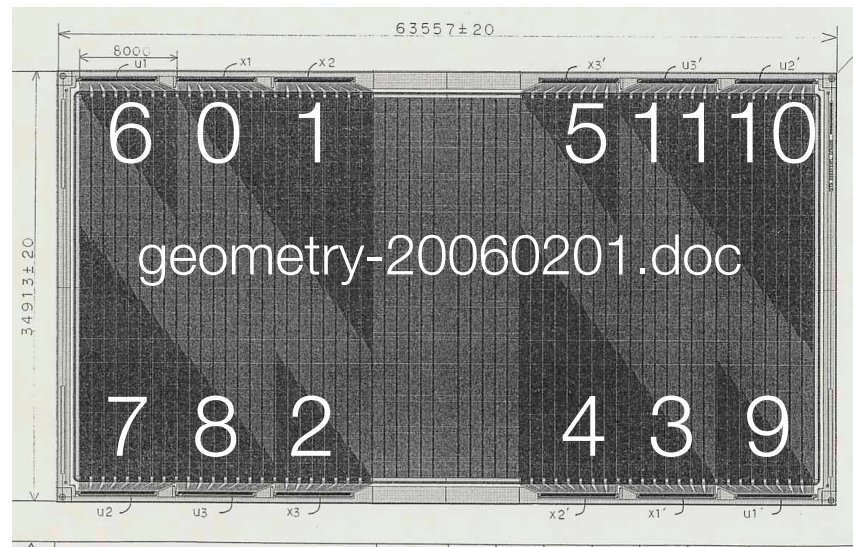 63557±20
8000
u1 x1 x2 x3' u3' u2'
6 0 1 5 11 10
geometry-20060201.doc
34913±20
7 8 2 4 3 9
u2 u3 x3 x2' x1' u1'